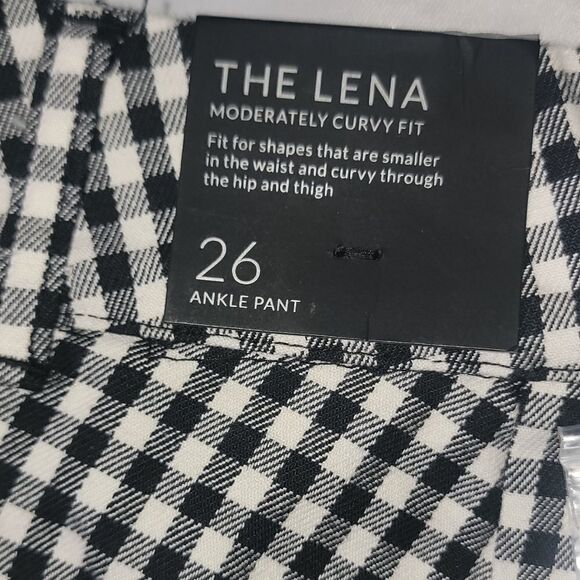 THE LENA
MODERATELY CURVY FIT
Fit for shapes that are smaller
in the waist and curvy through
the hip and thigh
26
ANKLE PANT